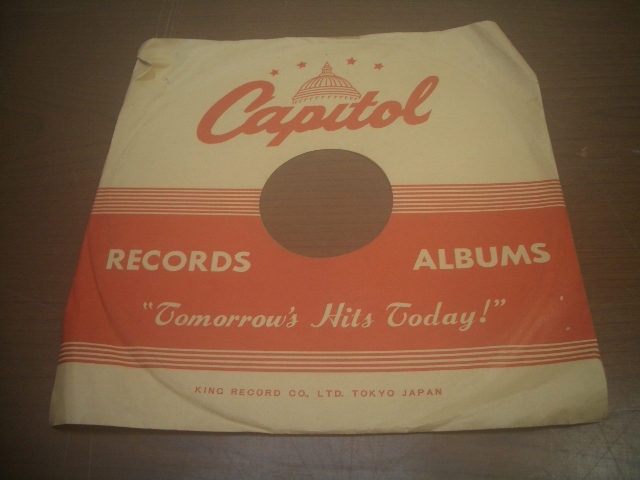 Capitol
RECORDS ALBUMS
"Tomorrow's Hits Today!"
KING RECORD CO., LTD. TOKYO JAPAN